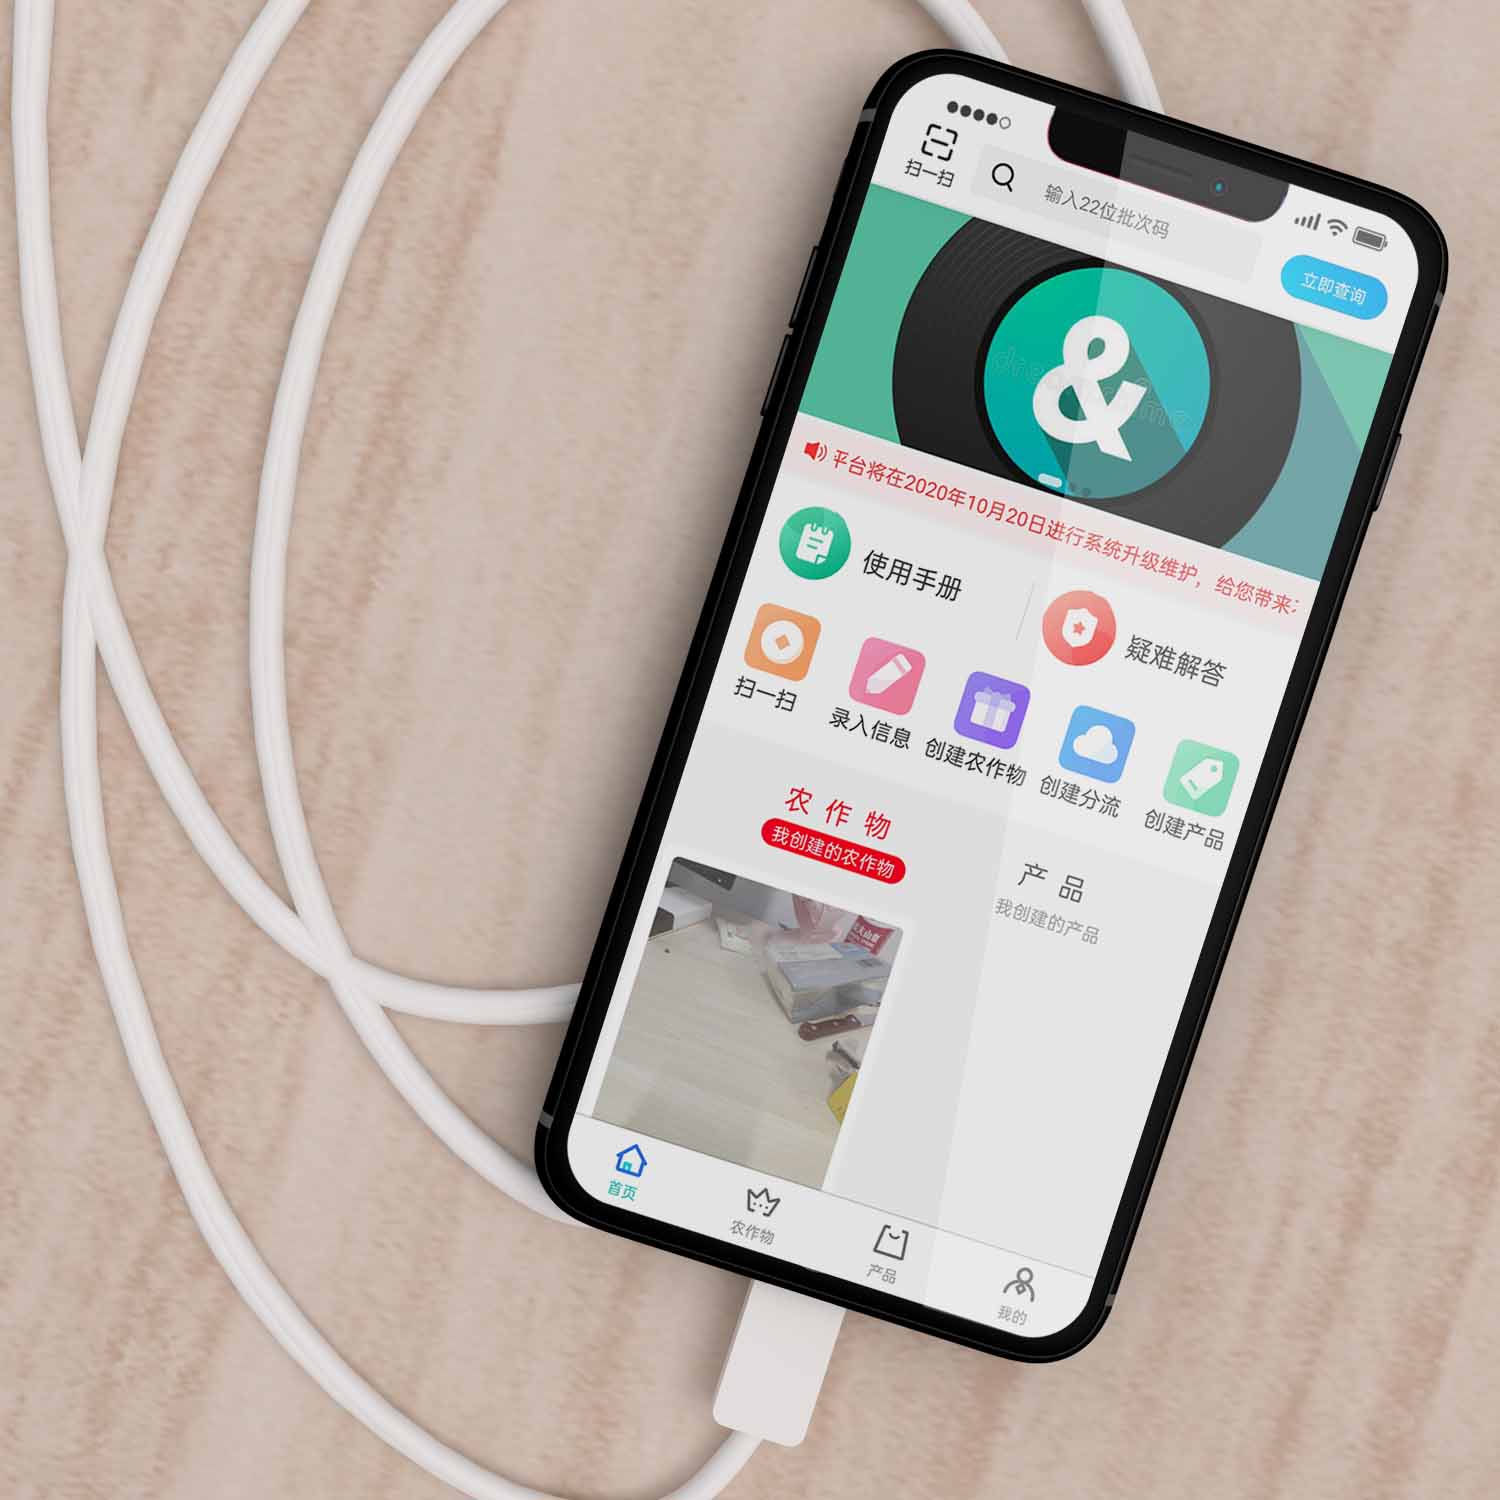 扫一扫
输入22位批次码
立即查询
&
平台将在2020年10月20日进行系统升级维护，给您带来
使用手册
疑难解答
扫一扫
录入信息
创建农作物
创建分流
创建产品
农作物
我创建的农作物
产品
我创建的产品
首页
农作物
产品
我的